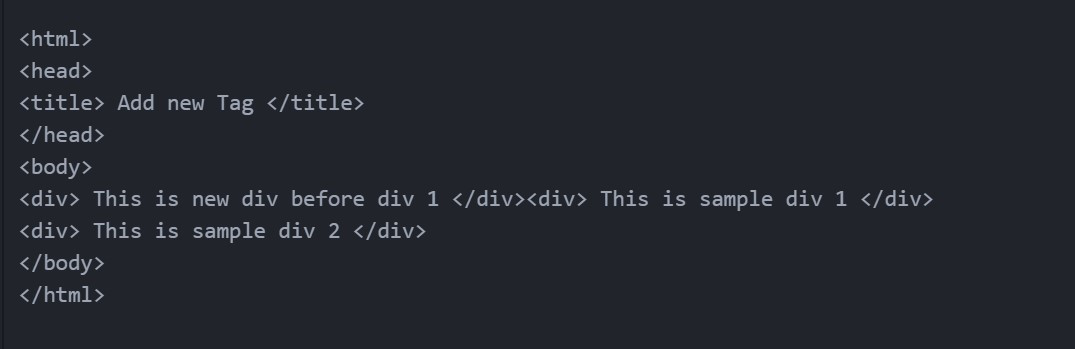 <html>
<head>
<title> Add new Tag </title>
</head>
<body>
<div> This is new div before div 1 </div><div> This is sample div 1 </div>
<div> This is sample div 2 </div>
</body>
</html>